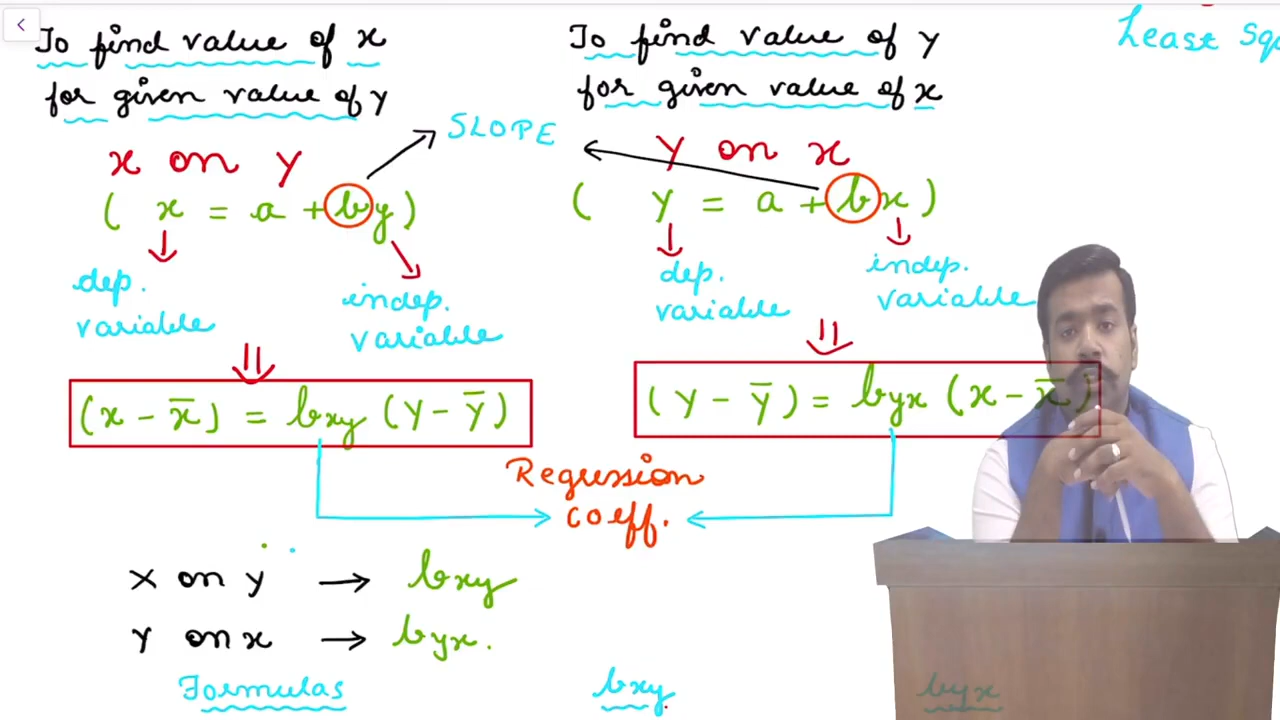 To find value of x
for given value of y
SLOPE
x on y
( x = a + by )
dep. variable
indep. variable
(x - x̄) = bxy (y - ȳ)
To find value of y
for given value of x
y on x
( y = a + bx )
dep. variable
indep. variable
(y - ȳ) = byx (x - x̄)
Least Sq
Regression
coeff.
x on y → bxy
y on x → byx.
Formulas
bxy
byx